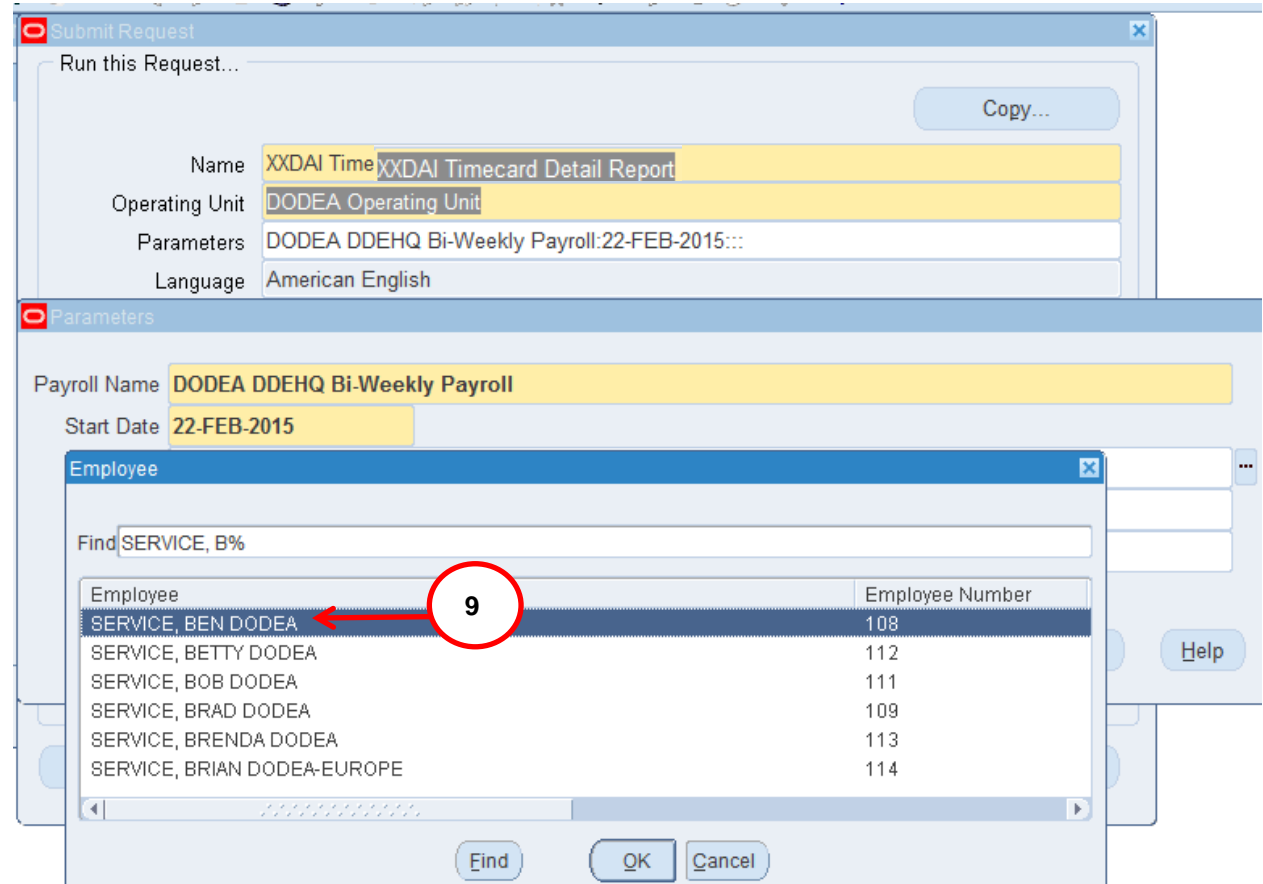 Submit Request
Run this Request...
Copy...
Name XXDAI Time XXDAI Timecard Detail Report
Operating Unit DODEA Operating Unit
Parameters DODEA DDEHQ Bi-Weekly Payroll:22-FEB-2015:::
Language American English
Parameters
Payroll Name DODEA DDEHQ Bi-Weekly Payroll
Start Date 22-FEB-2015
...
Employee
Find SERVICE, B%
Employee Employee Number
9
SERVICE, BEN DODEA 108
SERVICE, BETTY DODEA 112
Help
SERVICE, BOB DODEA 111
SERVICE, BRAD DODEA 109
SERVICE, BRENDA DODEA 113
SERVICE, BRIAN DODEA-EUROPE 114
Find OK Cancel